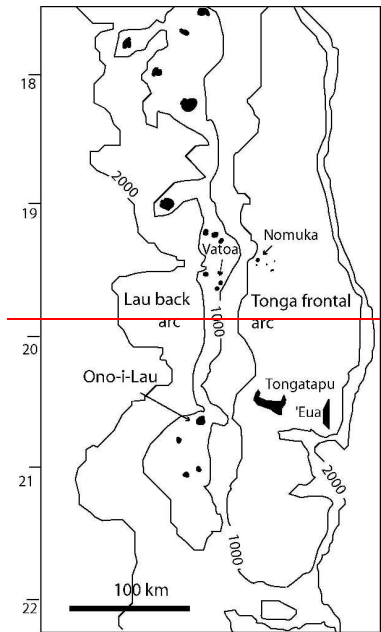 18
2000
19
Nomuka
Vatoa
Lau back
arc
1000
Tonga frontal
arc
20
Ono-i-Lau
Tongatapu
'Eua
21
2000
1000
100 km
22